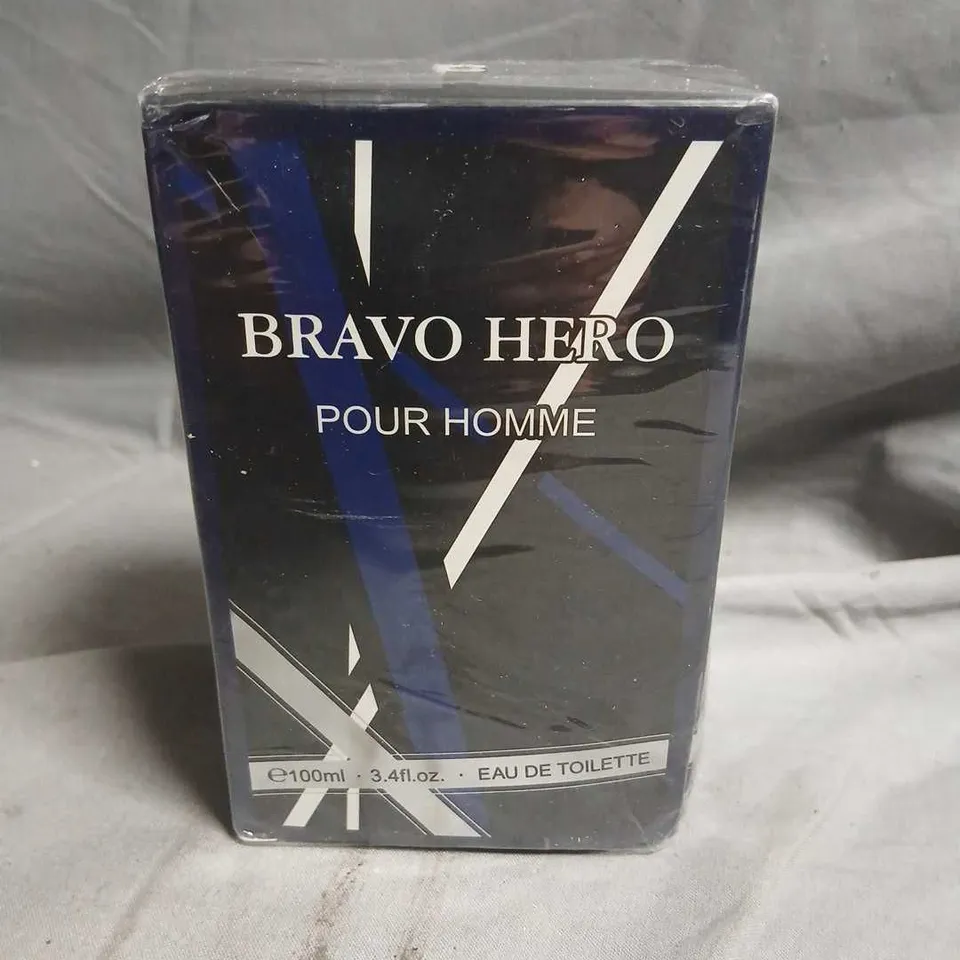 BRAVO HERO
POUR HOMME
℮100ml · 3.4fl.oz. · EAU DE TOILETTE